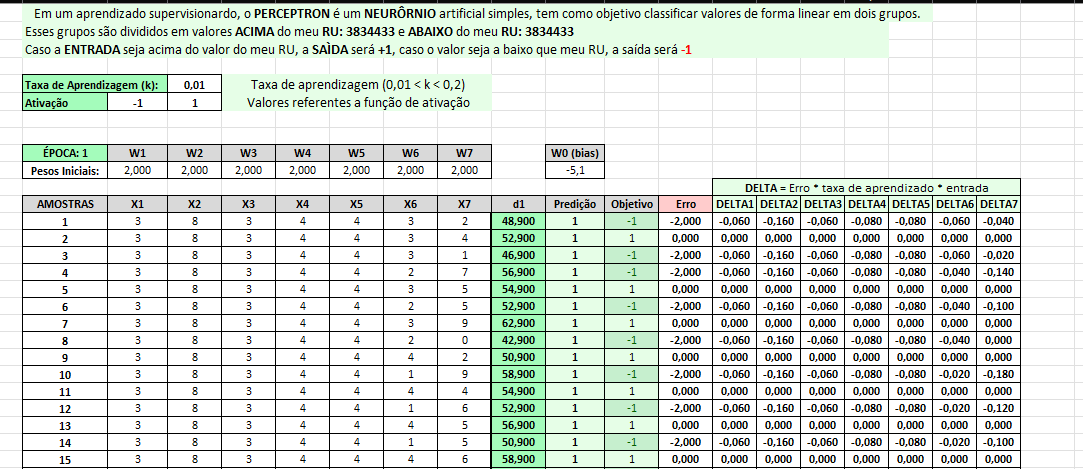 Em um aprendizado supervisionardo, o PERCEPTRON é um NEURÔRNIO artificial simples, tem como objetivo classificar valores de forma linear em dois grupos.
Esses grupos são divididos em valores ACIMA do meu RU: 3834433 e ABAIXO do meu RU: 3834433
Caso a ENTRADA seja acima do valor do meu RU, a SAÌDA será +1, caso o valor seja a baixo que meu RU, a saída será -1
Taxa de Aprendizagem (k): 0,01 Taxa de aprendizagem (0,01 < k < 0,2)
Ativação -1 1 Valores referentes a função de ativação
ÉPOCA: 1 W1 W2 W3 W4 W5 W6 W7 W0 (bias)
Pesos Iniciais: 2,000 2,000 2,000 2,000 2,000 2,000 2,000 -5,1
DELTA = Erro * taxa de aprendizado * entrada
AMOSTRAS X1 X2 X3 X4 X5 X6 X7 d1 Predição Objetivo Erro DELTA1 DELTA2 DELTA3 DELTA4 DELTA5 DELTA6 DELTA7
1 3 8 3 4 4 3 2 48,900 1 -1 -2,000 -0,060 -0,160 -0,060 -0,080 -0,080 -0,060 -0,040
2 3 8 3 4 4 3 4 52,900 1 1 0,000 0,000 0,000 0,000 0,000 0,000 0,000 0,000
3 3 8 3 4 4 3 1 46,900 1 -1 -2,000 -0,060 -0,160 -0,060 -0,080 -0,080 -0,060 -0,020
4 3 8 3 4 4 2 7 56,900 1 -1 -2,000 -0,060 -0,160 -0,060 -0,080 -0,080 -0,040 -0,140
5 3 8 3 4 4 3 5 54,900 1 1 0,000 0,000 0,000 0,000 0,000 0,000 0,000 0,000
6 3 8 3 4 4 2 5 52,900 1 -1 -2,000 -0,060 -0,160 -0,060 -0,080 -0,080 -0,040 -0,100
7 3 8 3 4 4 3 9 62,900 1 1 0,000 0,000 0,000 0,000 0,000 0,000 0,000 0,000
8 3 8 3 4 4 2 0 42,900 1 -1 -2,000 -0,060 -0,160 -0,060 -0,080 -0,080 -0,040 0,000
9 3 8 3 4 4 4 2 50,900 1 1 0,000 0,000 0,000 0,000 0,000 0,000 0,000 0,000
10 3 8 3 4 4 1 9 58,900 1 -1 -2,000 -0,060 -0,160 -0,060 -0,080 -0,080 -0,020 -0,180
11 3 8 3 4 4 4 4 54,900 1 1 0,000 0,000 0,000 0,000 0,000 0,000 0,000 0,000
12 3 8 3 4 4 1 6 52,900 1 -1 -2,000 -0,060 -0,160 -0,060 -0,080 -0,080 -0,020 -0,120
13 3 8 3 4 4 4 5 56,900 1 1 0,000 0,000 0,000 0,000 0,000 0,000 0,000 0,000
14 3 8 3 4 4 1 5 50,900 1 -1 -2,000 -0,060 -0,160 -0,060 -0,080 -0,080 -0,020 -0,100
15 3 8 3 4 4 4 6 58,900 1 1 0,000 0,000 0,000 0,000 0,000 0,000 0,000 0,000